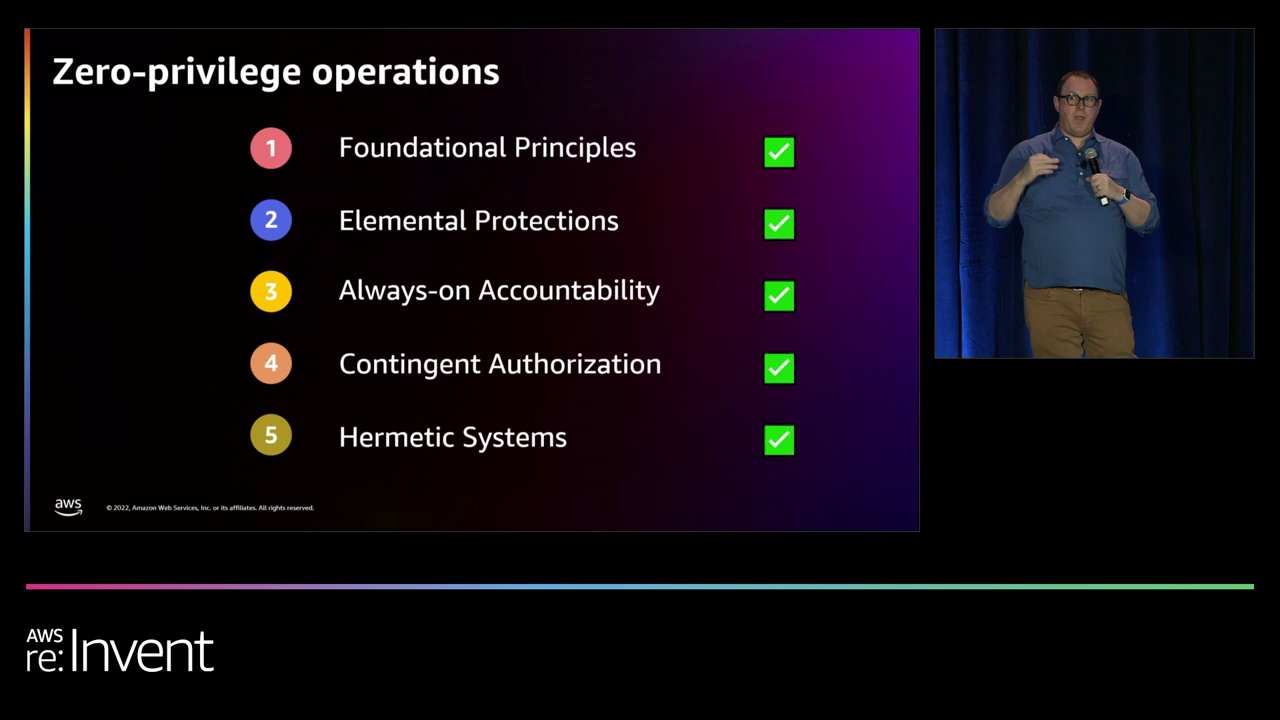 Zero-privilege operations
1 Foundational Principles
2 Elemental Protections
3 Always-on Accountability
4 Contingent Authorization
5 Hermetic Systems
aws
© 2022, Amazon Web Services, Inc. or its affiliates. All rights reserved.
AWS
re:Invent